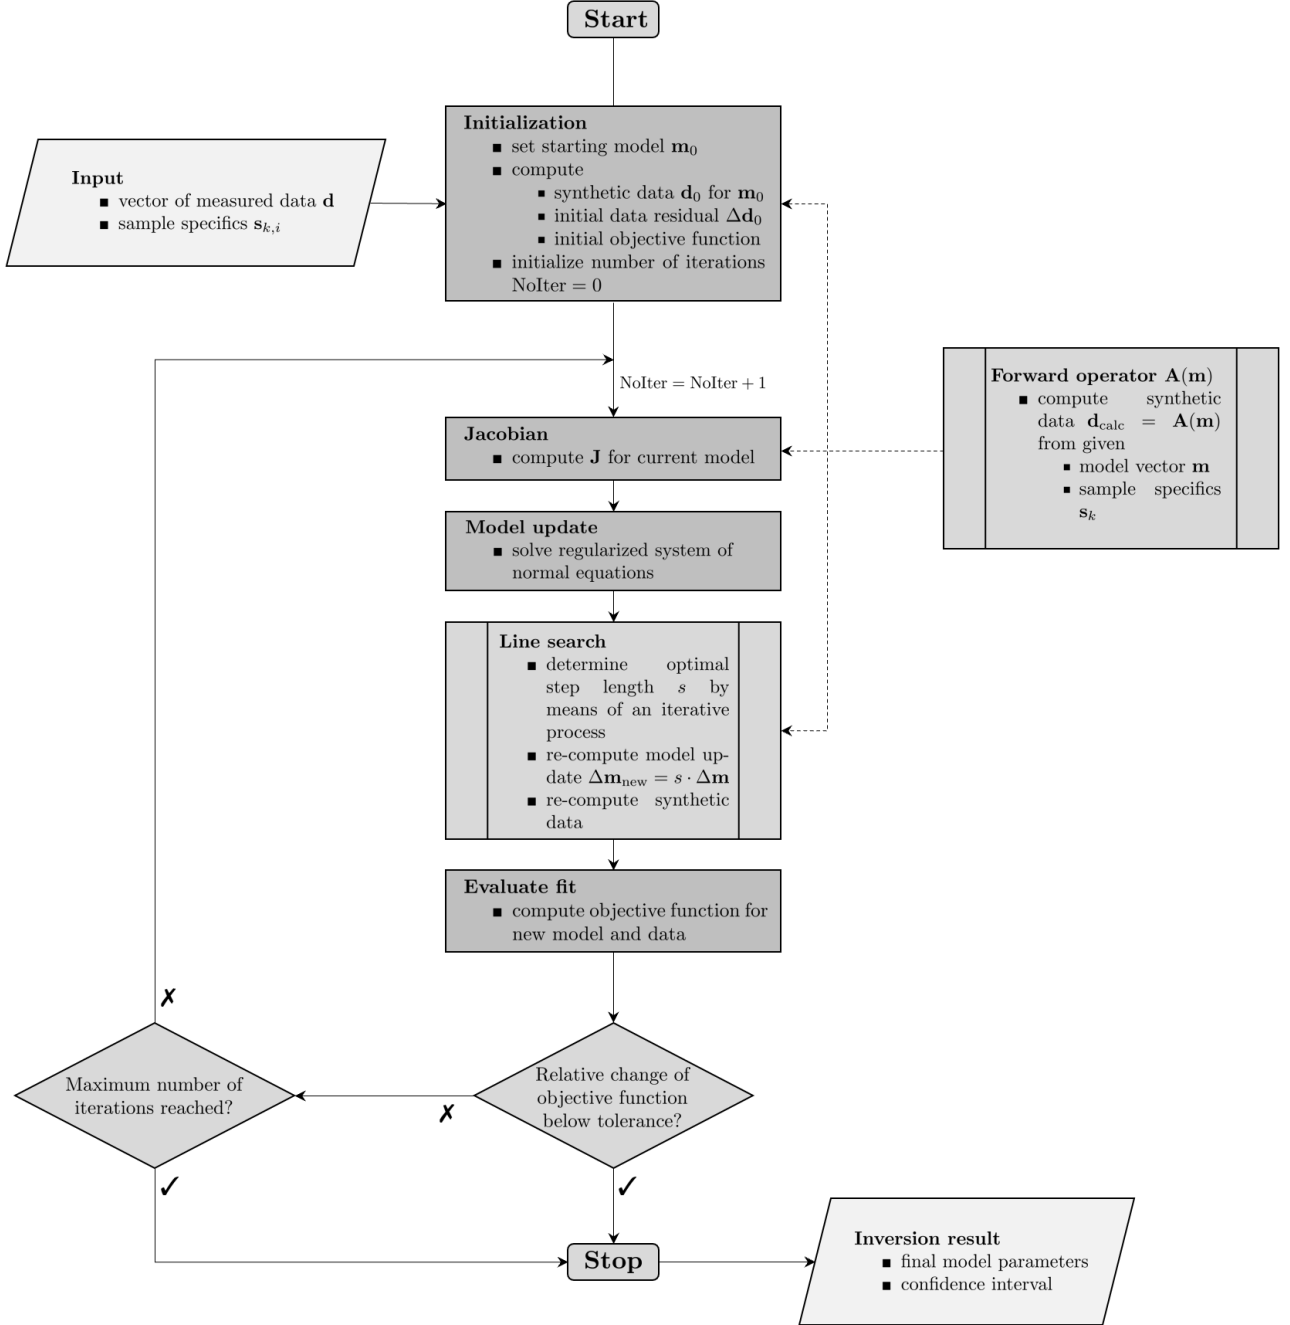 Start
Initialization
▪ set starting model m₀
▪ compute
▪ synthetic data d₀ for m₀
▪ initial data residual Δd₀
▪ initial objective function
▪ initialize number of iterations
NoIter = 0
Input
▪ vector of measured data d
▪ sample specifics sₖ,ᵢ
NoIter = NoIter + 1
Forward operator A(m)
▪ compute synthetic
data d_calc = A(m)
from given
▪ model vector m
▪ sample specifics
sₖ
Jacobian
▪ compute J for current model
Model update
▪ solve regularized system of
normal equations
Line search
▪ determine optimal
step length s by
means of an iterative
process
▪ re-compute model up-
date Δm_new = s · Δm
▪ re-compute synthetic
data
Evaluate fit
▪ compute objective function for
new model and data
✗
Maximum number of
iterations reached?
Relative change of
objective function
below tolerance?
✗
✓
✓
Stop
Inversion result
▪ final model parameters
▪ confidence interval